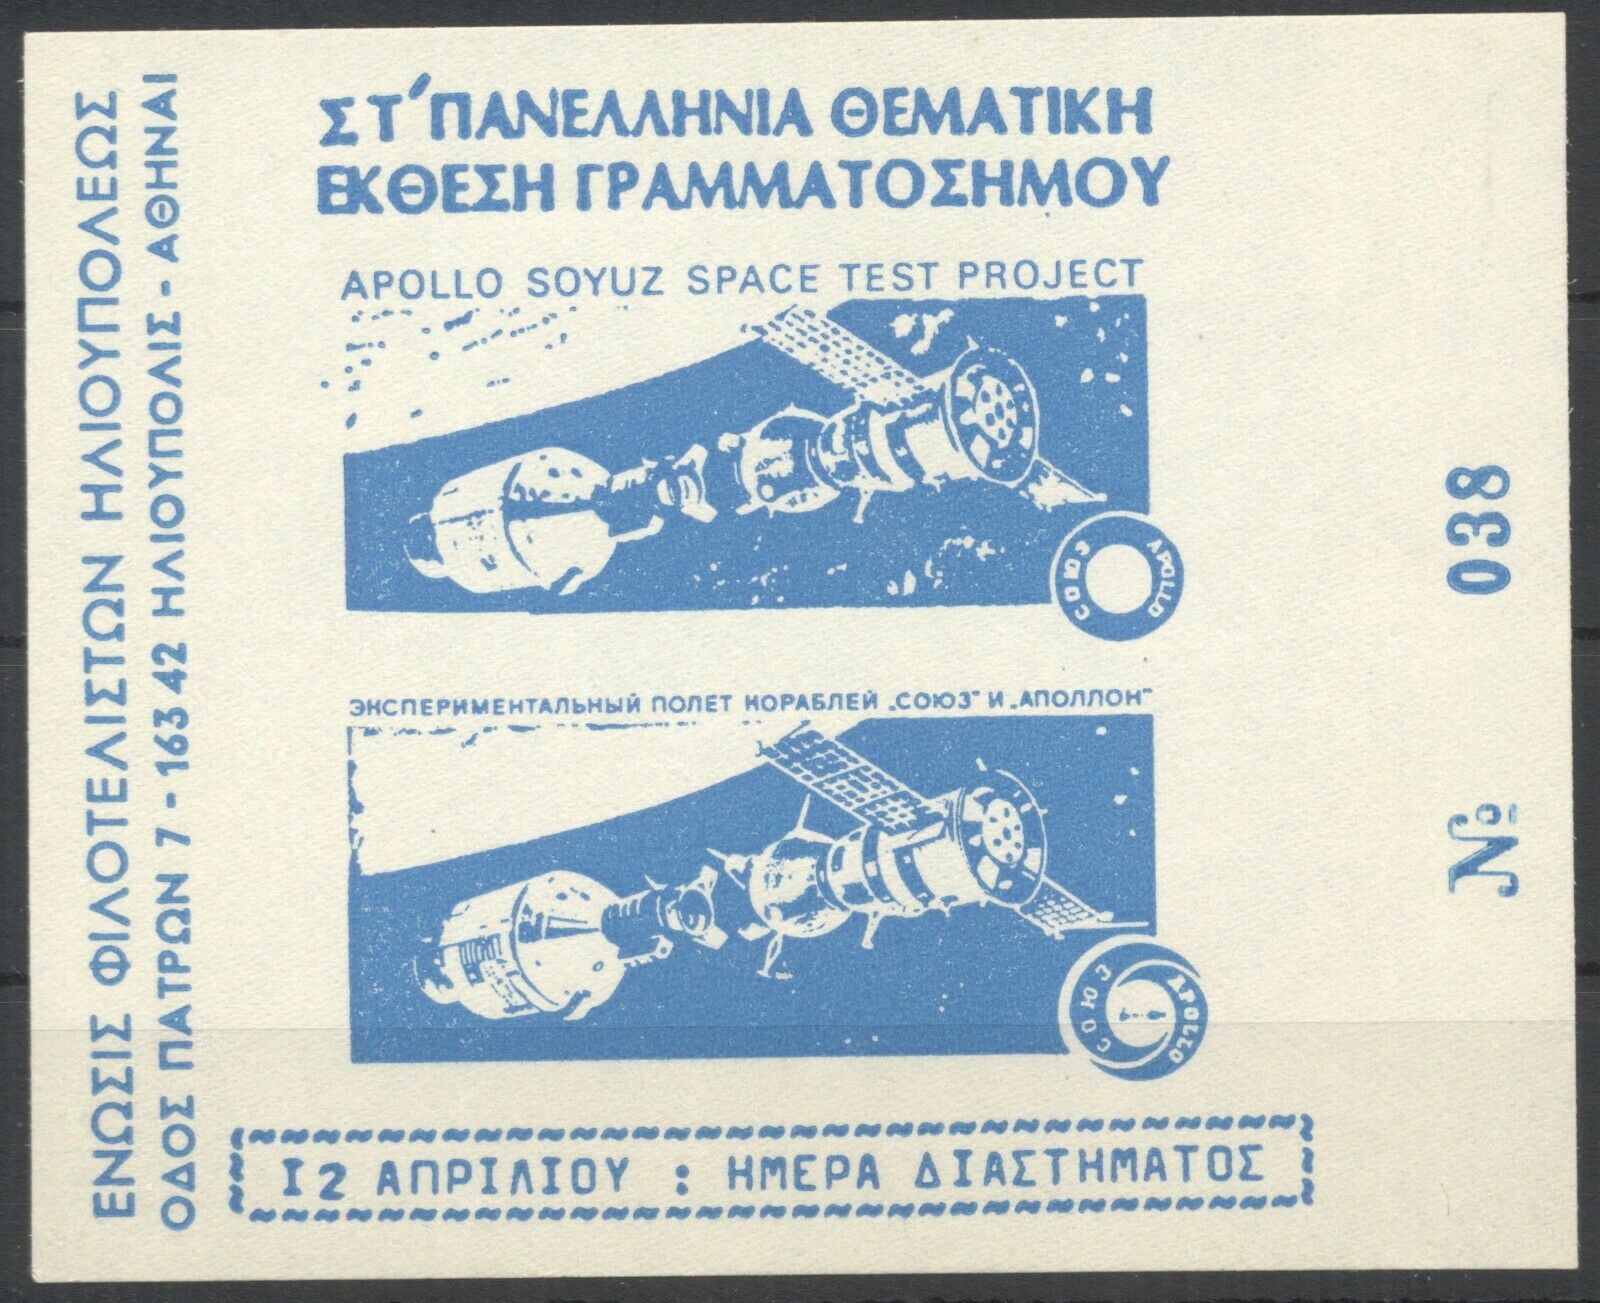 ΣΤ' ΠΑΝΕΛΛΗΝΙΑ ΘΕΜΑΤΙΚΗ
ΕΚΘΕΣΗ ΓΡΑΜΜΑΤΟΣΗΜΟΥ
APOLLO SOYUZ SPACE TEST PROJECT
СОЮЗ APOLLO
ЭКСПЕРИМЕНТАЛЬНЫЙ ПОЛЕТ КОРАБЛЕЙ „СОЮЗ" И „АПОЛЛОН"
СОЮЗ APOLLO
12 ΑΠΡΙΛΙΟΥ : ΗΜΕΡΑ ΔΙΑΣΤΗΜΑΤΟΣ
ΕΝΩΣΙΣ ΦΙΛΟΤΕΛΙΣΤΩΝ ΗΛΙΟΥΠΟΛΕΩΣ
ΟΔΟΣ ΠΑΤΡΩΝ 7 - 163 42 ΗΛΙΟΥΠΟΛΙΣ - ΑΘΗΝΑΙ
№ 038